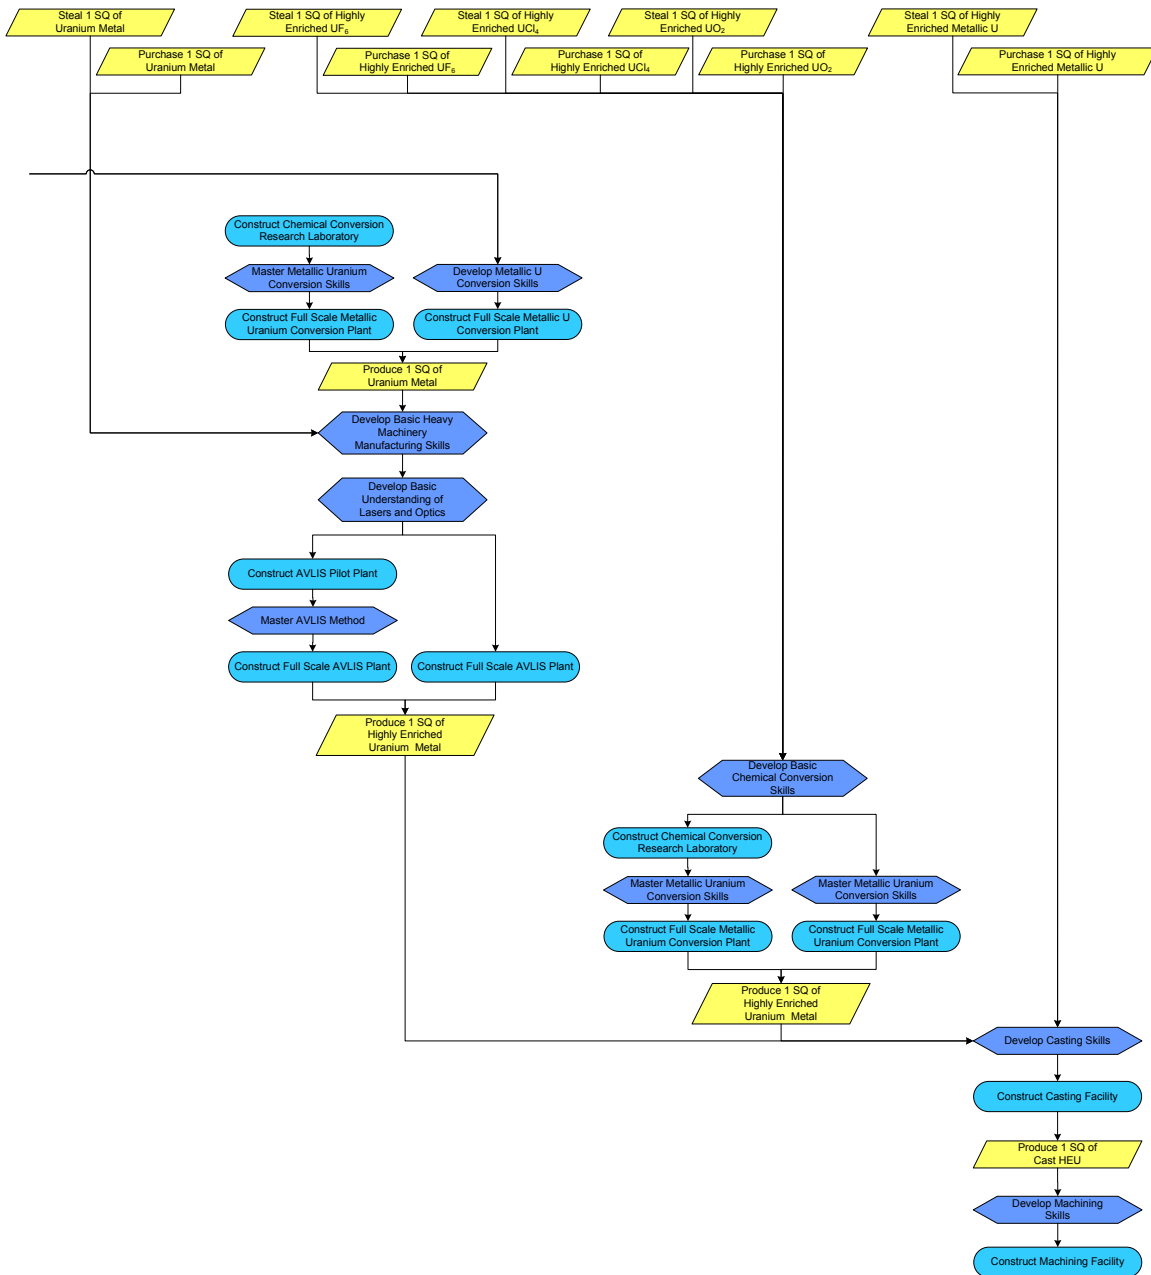 Steal 1 SQ of
Uranium Metal
Steal 1 SQ of Highly
Enriched UF₆
Steal 1 SQ of Highly
Enriched UCl₄
Steal 1 SQ of Highly
Enriched UO₂
Steal 1 SQ of Highly
Enriched Metallic U
Purchase 1 SQ of
Uranium Metal
Purchase 1 SQ of
Highly Enriched UF₆
Purchase 1 SQ of
Highly Enriched UCl₄
Purchase 1 SQ of
Highly Enriched UO₂
Purchase 1 SQ of Highly
Enriched Metallic U
Construct Chemical Conversion
Research Laboratory
Master Metallic Uranium
Conversion Skills
Develop Metallic U
Conversion Skills
Construct Full Scale Metallic
Uranium Conversion Plant
Construct Full Scale Metallic U
Conversion Plant
Produce 1 SQ of
Uranium Metal
Develop Basic Heavy
Machinery
Manufacturing Skills
Develop Basic
Understanding of
Lasers and Optics
Construct AVLIS Pilot Plant
Master AVLIS Method
Construct Full Scale AVLIS Plant
Construct Full Scale AVLIS Plant
Produce 1 SQ of
Highly Enriched
Uranium Metal
Develop Basic
Chemical Conversion
Skills
Construct Chemical Conversion
Research Laboratory
Master Metallic Uranium
Conversion Skills
Master Metallic Uranium
Conversion Skills
Construct Full Scale Metallic
Uranium Conversion Plant
Construct Full Scale Metallic
Uranium Conversion Plant
Produce 1 SQ of
Highly Enriched
Uranium Metal
Develop Casting Skills
Construct Casting Facility
Produce 1 SQ of
Cast HEU
Develop Machining
Skills
Construct Machining Facility